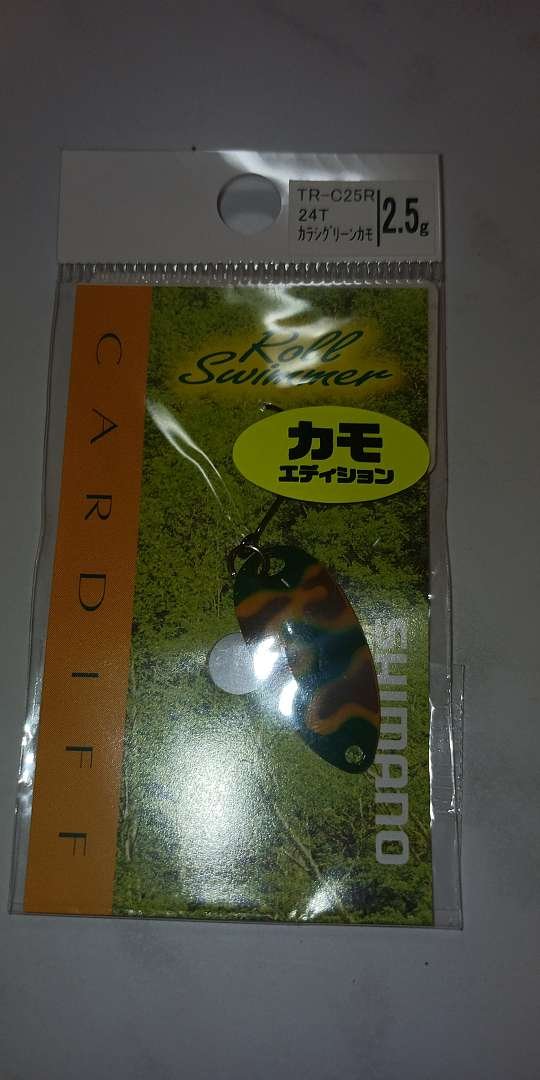 TR-C25R
24T
カラシグリーンカモ
2.5g
Roll
Swimmer
カモ
エディション
CARDIFF
SHIMANO